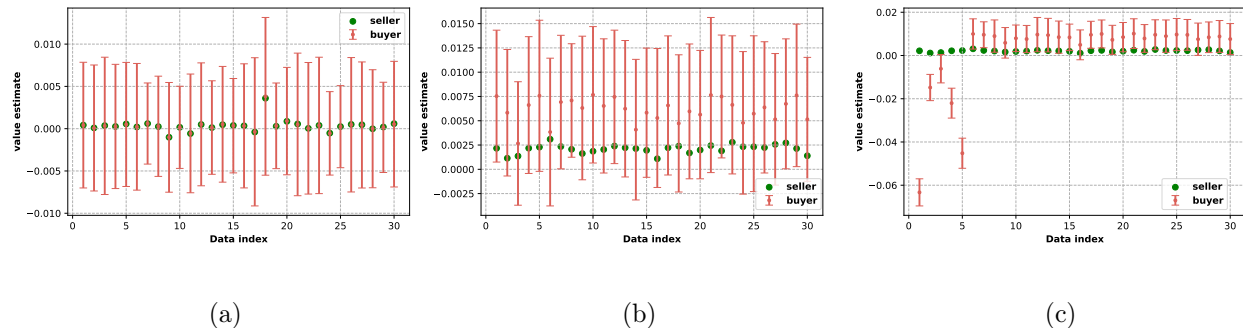 seller
buyer
value estimate
0.010
0.005
0.000
−0.005
−0.010
0
5
10
15
20
25
30
Data index
(a)
value estimate
0.0150
0.0125
0.0100
0.0075
0.0050
0.0025
0.0000
−0.0025
seller
buyer
0
5
10
15
20
25
30
Data index
(b)
value estimate
0.02
0.00
−0.02
−0.04
−0.06
seller
buyer
0
5
10
15
20
25
30
Data index
(c)